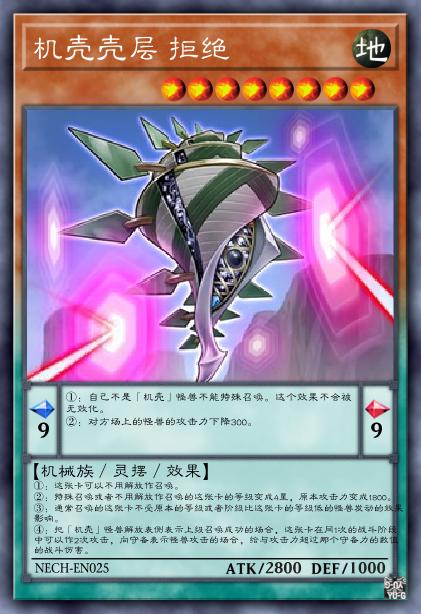 机壳壳层 拒绝
地
①：自己不是「机壳」怪兽不能特殊召唤。这个效果不会被
无效化。
②：对方场上的怪兽的攻击力下降300。
9
9
【机械族／灵摆／效果】
①：这张卡可以不用解放作召唤。
②：特殊召唤或者不用解放作召唤的这张卡的等级变成4星，原本攻击力变成1800。
③：通常召唤的这张卡不受原本的等级或者阶级比这张卡的等级低的怪兽发动的效果
影响。
④：把「机壳」怪兽解放表侧表示上级召唤成功的场合，这张卡在同1次的战斗阶段
中可以作2次攻击，向守备表示怪兽攻击的场合，给与攻击力超过那个守备力的数值
的战斗伤害。
NECH-EN025
ATK/2800 DEF/1000